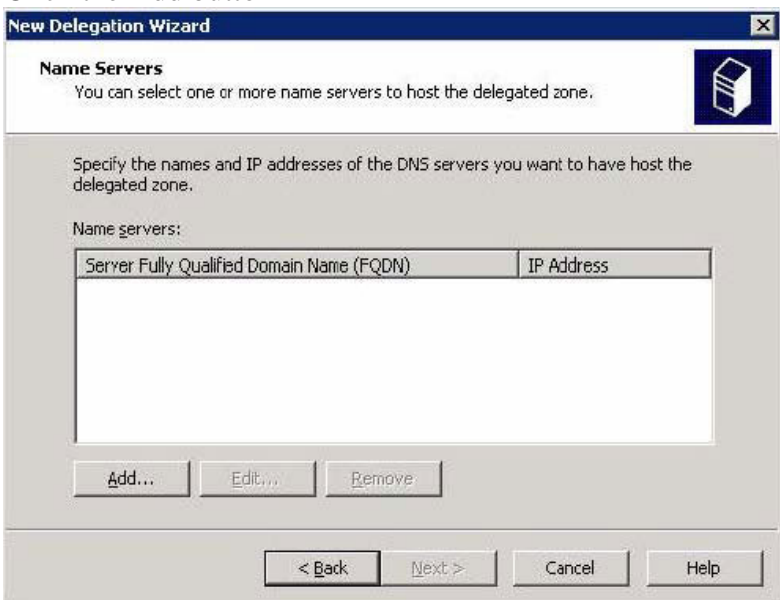 New Delegation Wizard
Name Servers
You can select one or more name servers to host the delegated zone.
Specify the names and IP addresses of the DNS servers you want to have host the
delegated zone.
Name servers:
Server Fully Qualified Domain Name (FQDN) IP Address
Add... Edit... Remove
< Back Next > Cancel Help